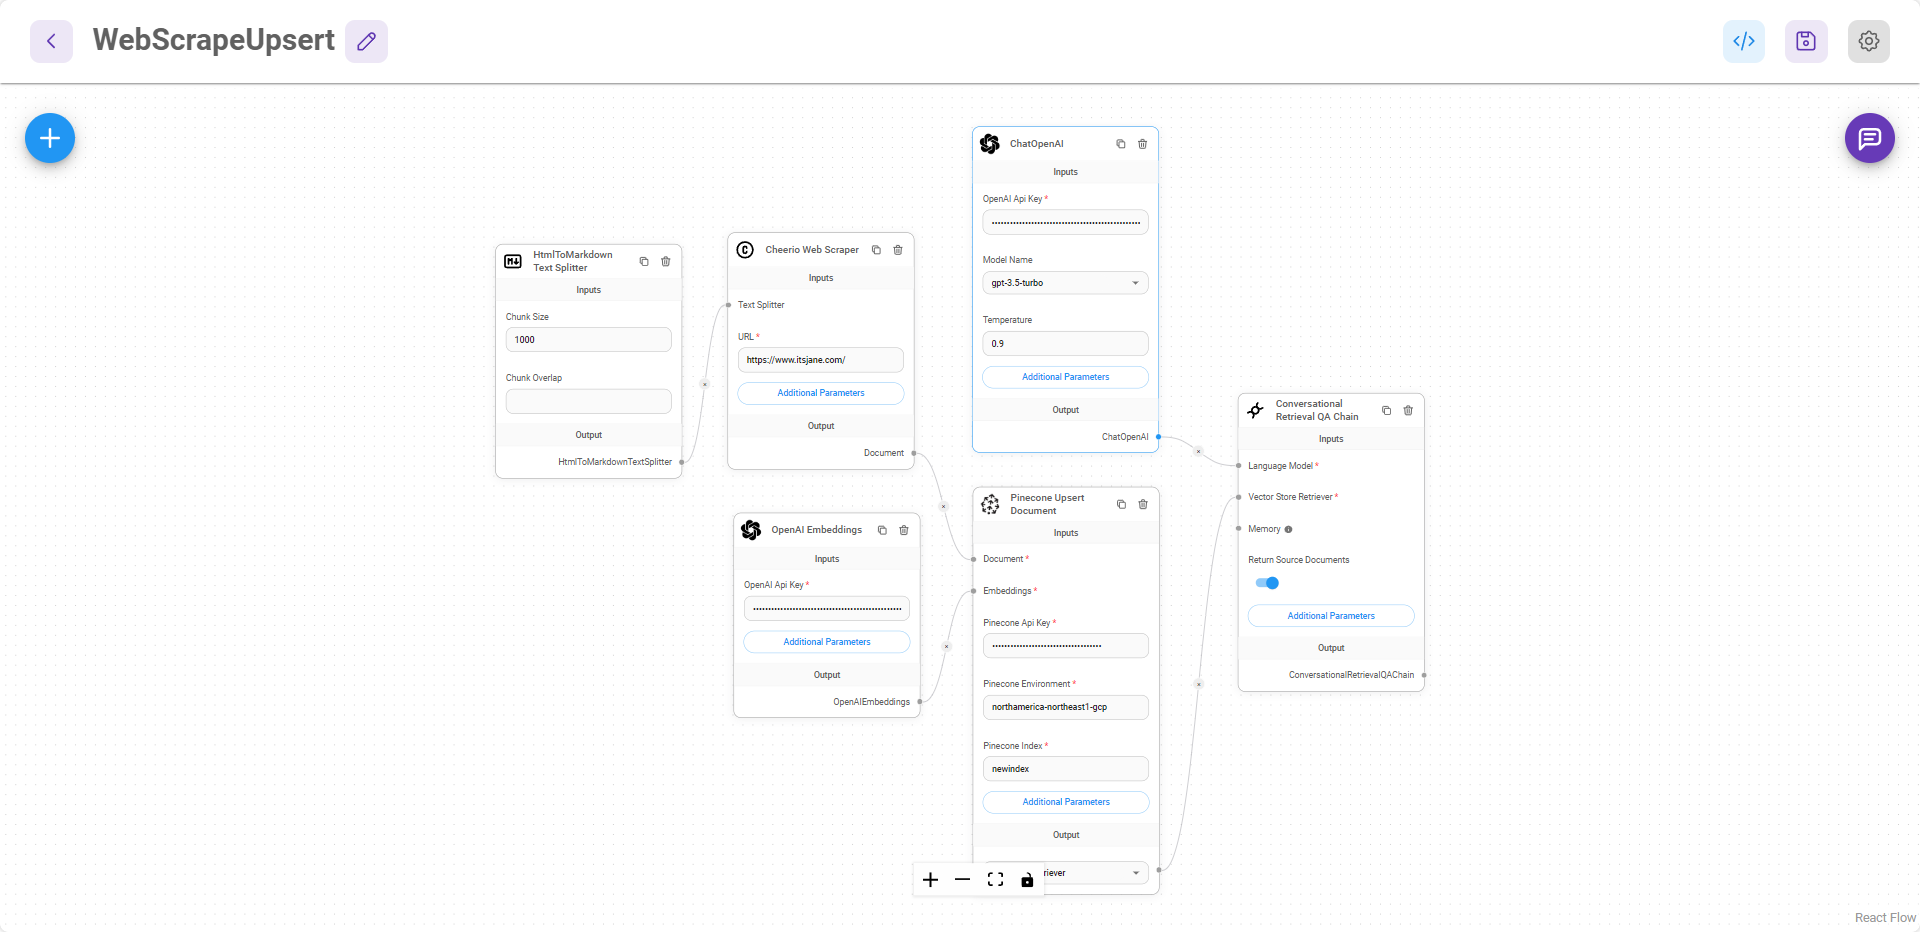 WebScrapeUpsert
HtmlToMarkdown
Text Splitter
Inputs
Chunk Size
1000
Chunk Overlap
Output
HtmlToMarkdownTextSplitter
Cheerio Web Scraper
Inputs
Text Splitter
URL *
https://www.itsjane.com/
Additional Parameters
Output
Document
OpenAI Embeddings
Inputs
OpenAI Api Key *
Additional Parameters
Output
OpenAIEmbeddings
ChatOpenAI
Inputs
OpenAI Api Key *
Model Name
gpt-3.5-turbo
Temperature
0.9
Additional Parameters
Output
ChatOpenAI
Pinecone Upsert
Document
Inputs
Document *
Embeddings *
Pinecone Api Key *
Pinecone Environment *
northamerica-northeast1-gcp
Pinecone Index *
newindex
Additional Parameters
Output
riever
Conversational
Retrieval QA Chain
Inputs
Language Model *
Vector Store Retriever *
Memory
Return Source Documents
Additional Parameters
Output
ConversationalRetrievalQAChain
React Flow